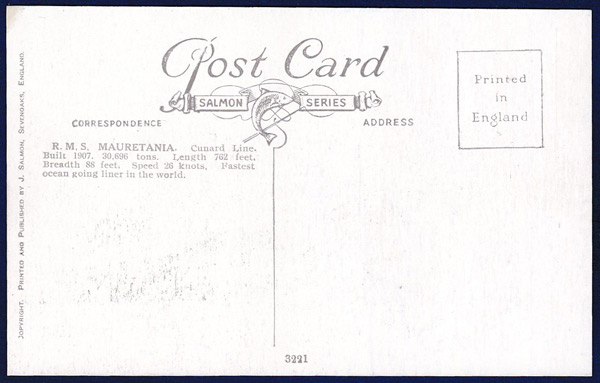 Post Card
SALMON SERIES
Printed
in
England
CORRESPONDENCE
ADDRESS
R. M. S. MAURETANIA. Cunard Line.
Built 1907. 30,696 tons. Length 762 feet.
Breadth 88 feet. Speed 26 knots, Fastest
ocean going liner in the world.
COPYRIGHT. PRINTED AND PUBLISHED BY J. SALMON, SEVENOAKS, ENGLAND.
3221